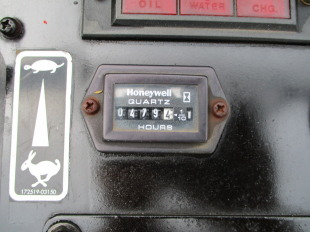 OIL WATER CHG.
Honeywell
QUARTZ
HOURS
172519-03150